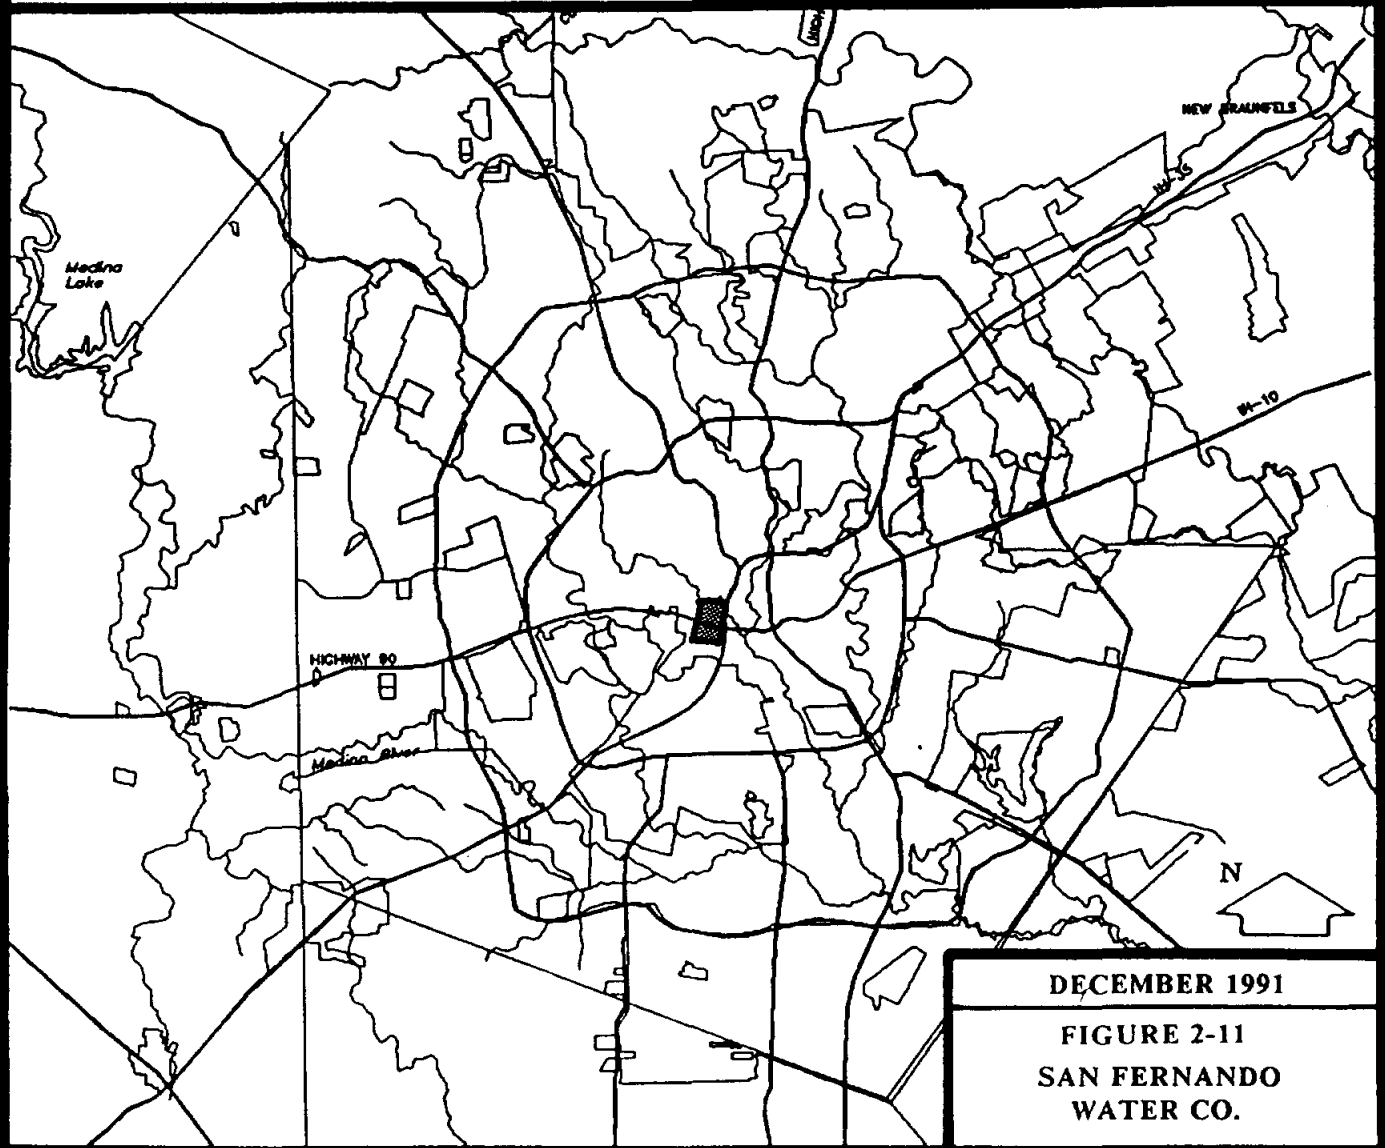 NEW BRAUNFELS
IH-35
Medina
Lake
IH-10
HIGHWAY 90
Medina River
N
DECEMBER 1991
FIGURE 2-11
SAN FERNANDO
WATER CO.